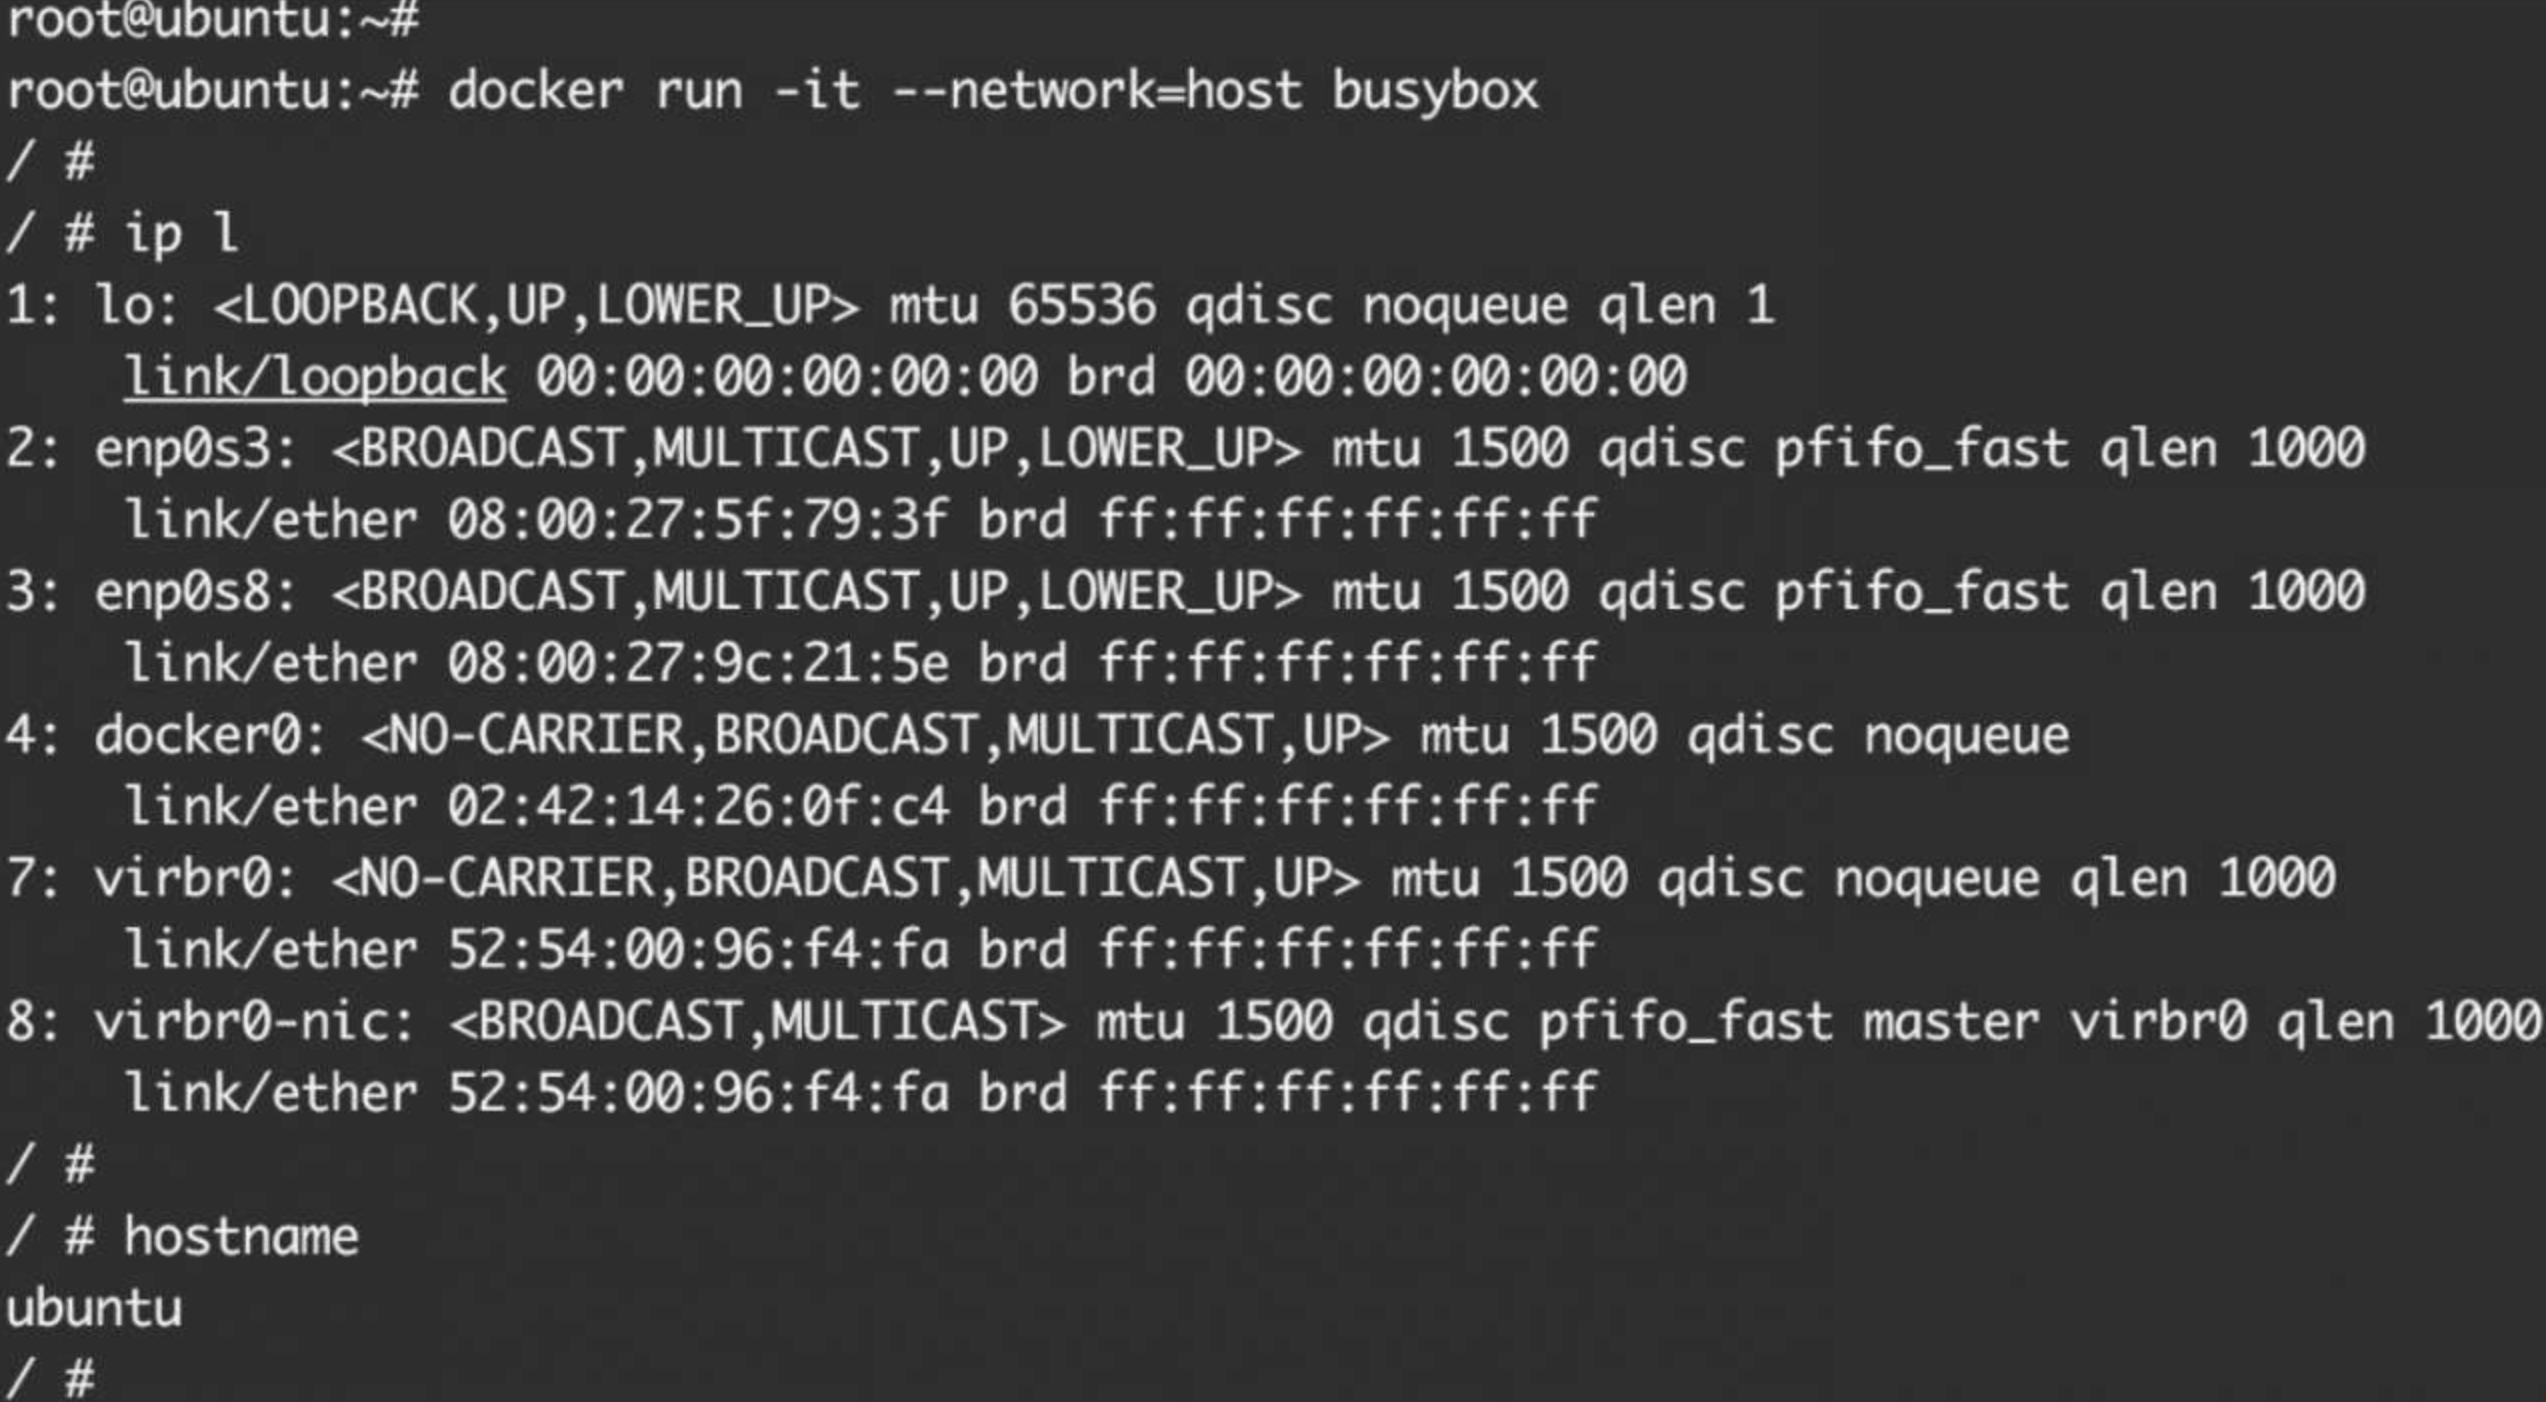 root@ubuntu:~#
root@ubuntu:~# docker run -it --network=host busybox
/ #
/ # ip l
1: lo: <LOOPBACK,UP,LOWER_UP> mtu 65536 qdisc noqueue qlen 1
    link/loopback 00:00:00:00:00:00 brd 00:00:00:00:00:00
2: enp0s3: <BROADCAST,MULTICAST,UP,LOWER_UP> mtu 1500 qdisc pfifo_fast qlen 1000
    link/ether 08:00:27:5f:79:3f brd ff:ff:ff:ff:ff:ff
3: enp0s8: <BROADCAST,MULTICAST,UP,LOWER_UP> mtu 1500 qdisc pfifo_fast qlen 1000
    link/ether 08:00:27:9c:21:5e brd ff:ff:ff:ff:ff:ff
4: docker0: <NO-CARRIER,BROADCAST,MULTICAST,UP> mtu 1500 qdisc noqueue
    link/ether 02:42:14:26:0f:c4 brd ff:ff:ff:ff:ff:ff
7: virbr0: <NO-CARRIER,BROADCAST,MULTICAST,UP> mtu 1500 qdisc noqueue qlen 1000
    link/ether 52:54:00:96:f4:fa brd ff:ff:ff:ff:ff:ff
8: virbr0-nic: <BROADCAST,MULTICAST> mtu 1500 qdisc pfifo_fast master virbr0 qlen 1000
    link/ether 52:54:00:96:f4:fa brd ff:ff:ff:ff:ff:ff
/ #
/ # hostname
ubuntu
/ #